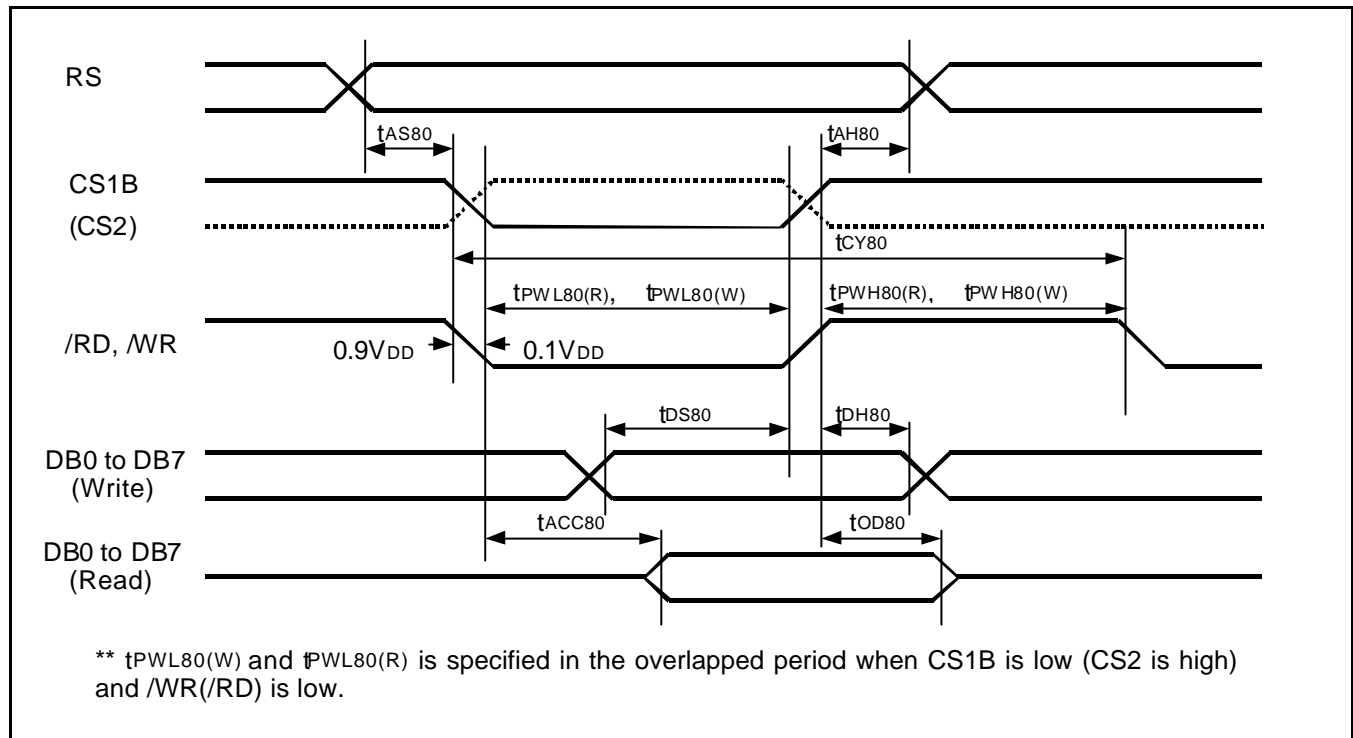 RS
tAS80
tAH80
CS1B
(CS2)
tCY80
tPWL80(R), tPWL80(W)
tPWH80(R), tPWH80(W)
/RD, /WR
0.9VDD
0.1VDD
tDS80
tDH80
DB0 to DB7
(Write)
tACC80
tOD80
DB0 to DB7
(Read)
** tPWL80(W) and tPWL80(R) is specified in the overlapped period when CS1B is low (CS2 is high)
and /WR(/RD) is low.